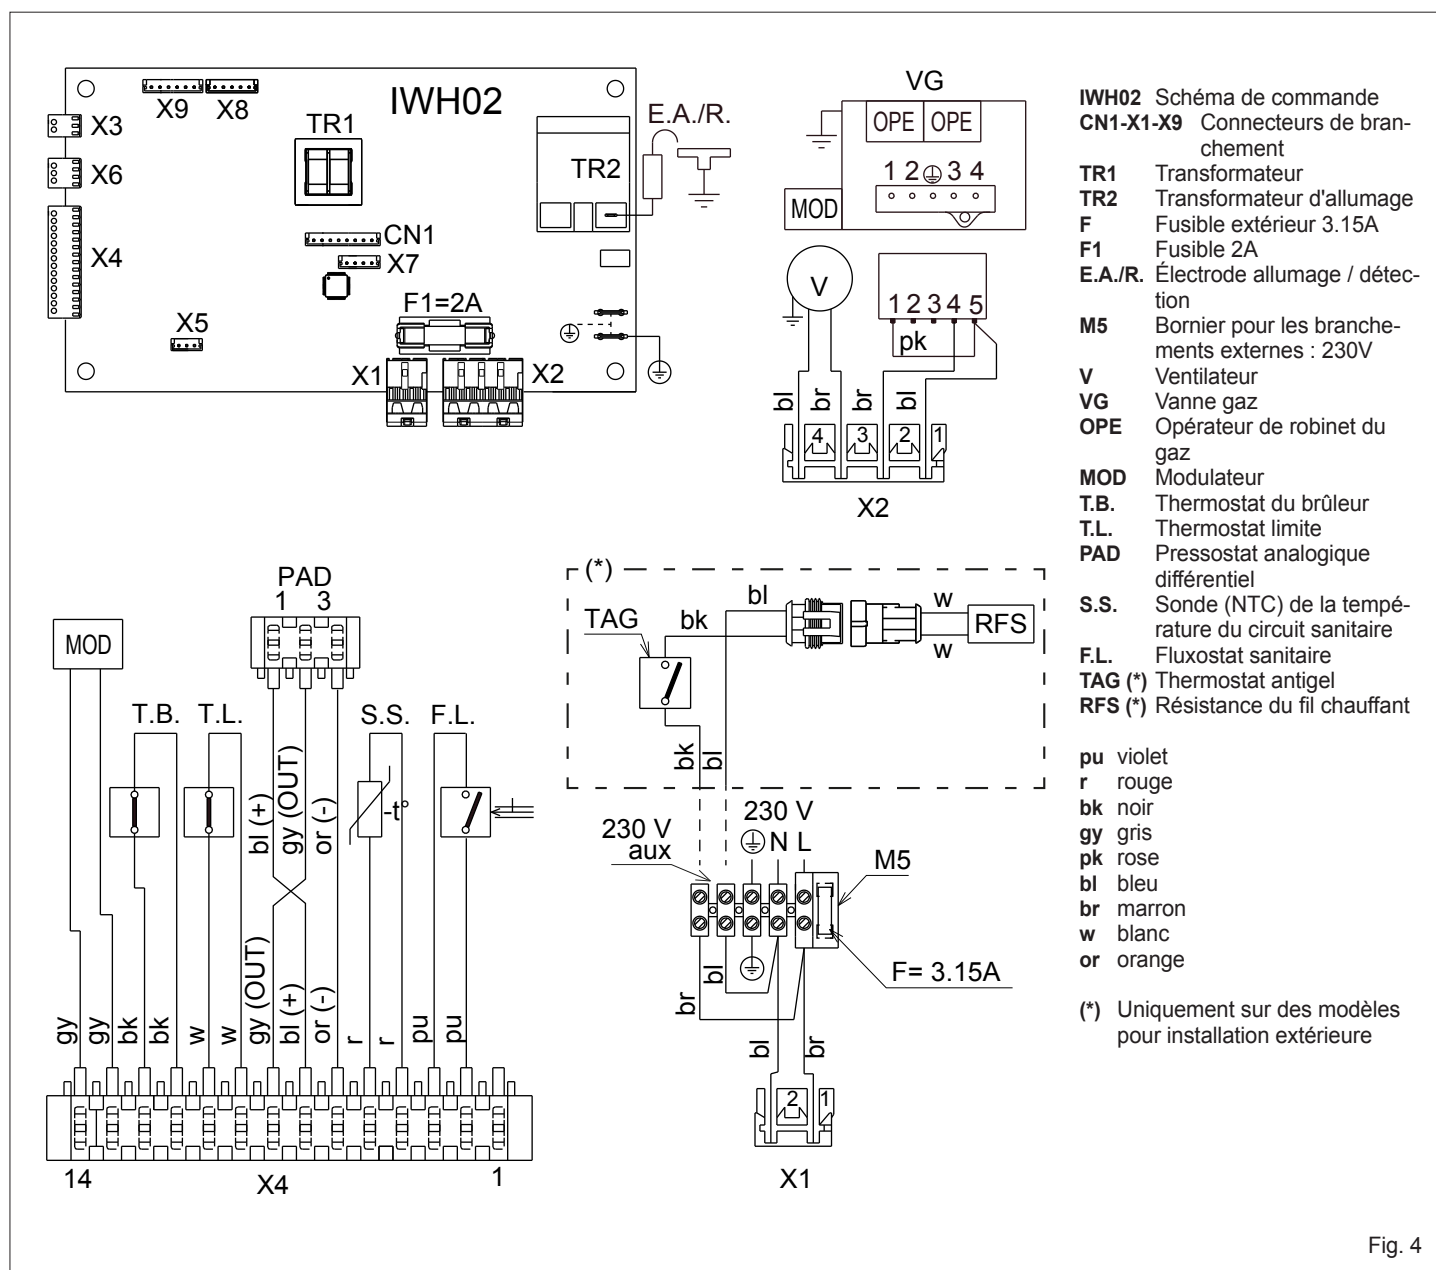 IWH02
X9 X8
X3
TR1
E.A./R.
X6
TR2
X4
CN1
X7
F1=2A
X5
X1
X2
VG
OPE OPE
1 2 3 4
MOD
V
1 2 3 4 5
pk
bl br br bl
4 3 2 1
X2
IWH02 Schéma de commande
CN1-X1-X9 Connecteurs de bran-
chement
TR1 Transformateur
TR2 Transformateur d'allumage
F Fusible extérieur 3.15A
F1 Fusible 2A
E.A./R. Électrode allumage / détec-
tion
M5 Bornier pour les branche-
ments externes : 230V
V Ventilateur
VG Vanne gaz
OPE Opérateur de robinet du
gaz
MOD Modulateur
T.B. Thermostat du brûleur
T.L. Thermostat limite
PAD Pressostat analogique
différentiel
S.S. Sonde (NTC) de la tempé-
rature du circuit sanitaire
F.L. Fluxostat sanitaire
TAG (*) Thermostat antigel
RFS (*) Résistance du fil chauffant
pu violet
r rouge
bk noir
gy gris
pk rose
bl bleu
br marron
w blanc
or orange
(*) Uniquement sur des modèles
pour installation extérieure
PAD
1 3
MOD
T.B. T.L. S.S. F.L.
bl (+) gy (OUT) or (-)
-t°
gy gy bk bk w w gy (OUT) bl (+) or (-) r r pu pu
14 X4 1
(*)
TAG
bk
bl
w
RFS
w
bk bl
230 V
aux
230 V
N L
M5
F= 3.15A
br bl
bl br
2 1
X1
Fig. 4